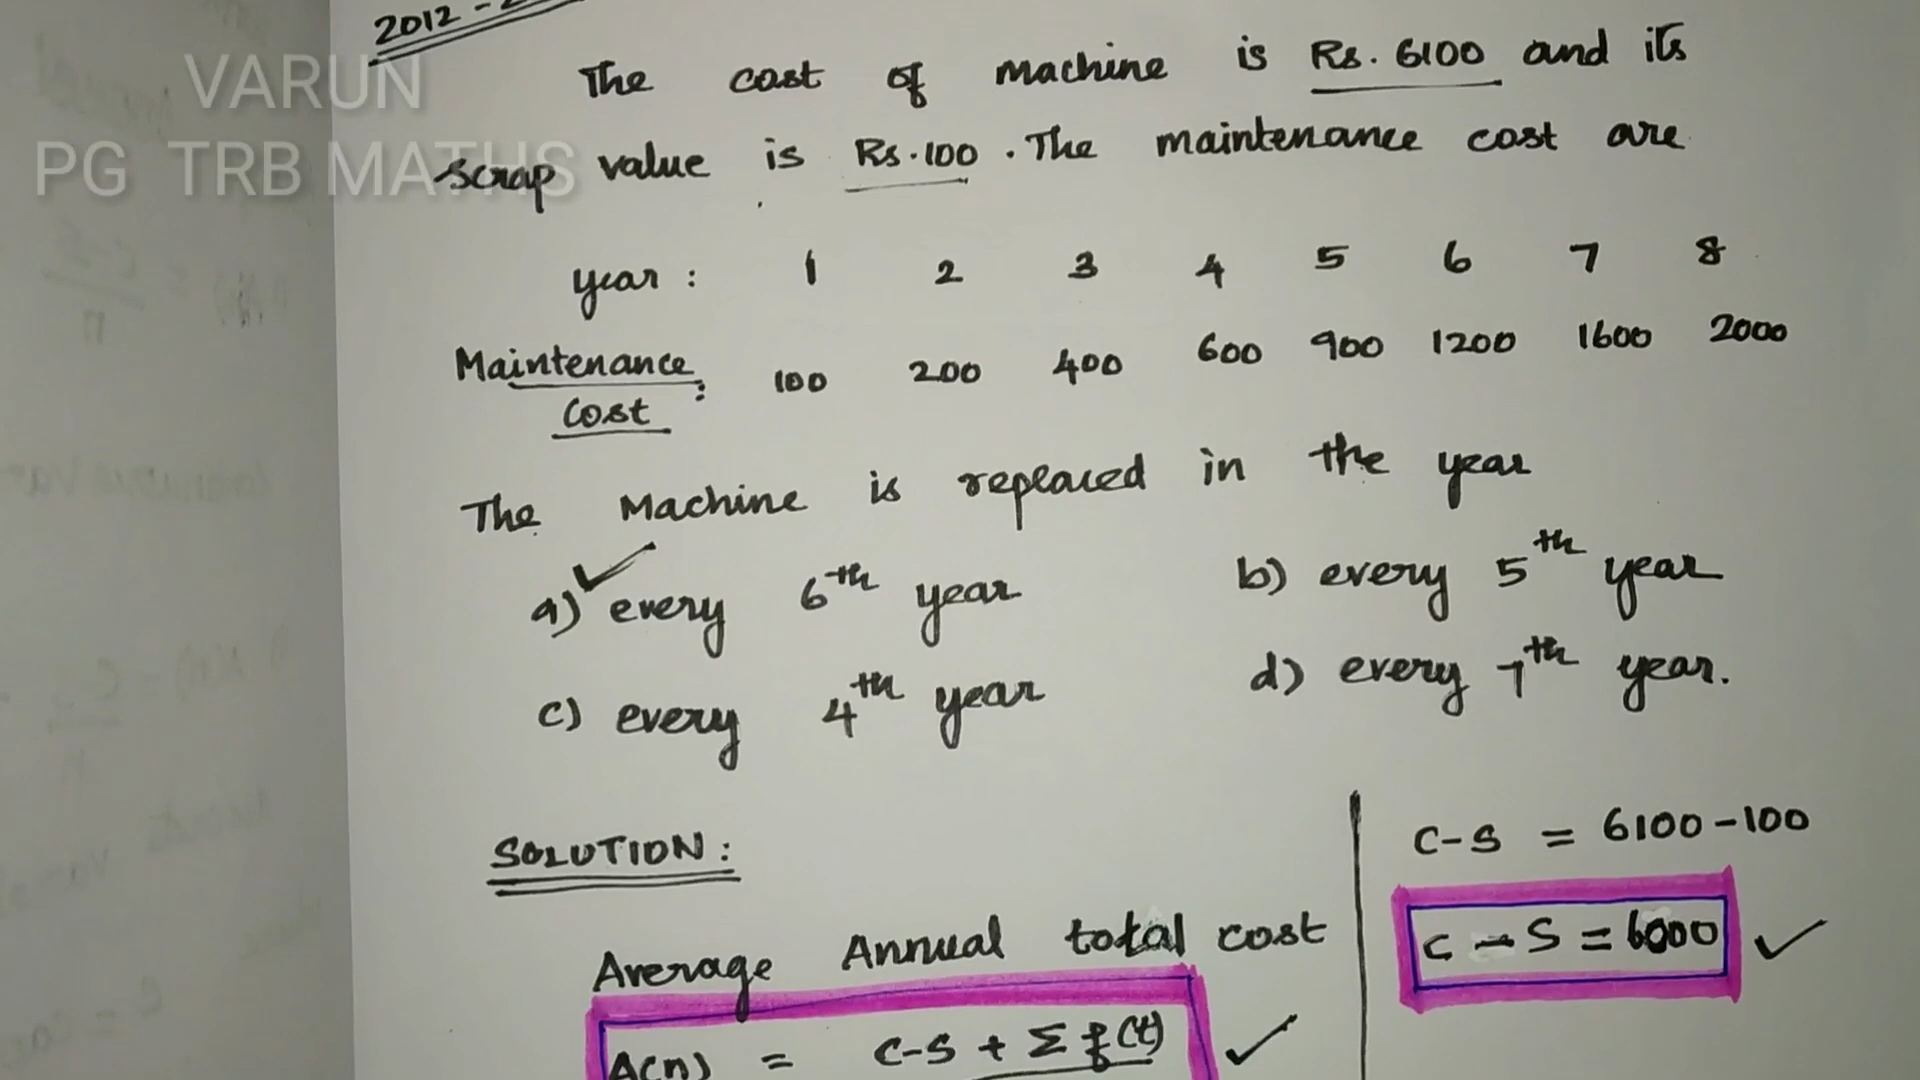 2012 -
VARUN
PG TRB MATHS
The cost of machine is Rs. 6100 and its
scrap value is Rs.100. The maintenance cost are
year : 1 2 3 4 5 6 7 8
Maintenance cost : 100 200 400 600 900 1200 1600 2000
The Machine is replaced in the year
a) every 6th year b) every 5th year
c) every 4th year d) every 7th year.
SOLUTION:
C-S = 6100-100
C-S = 6000
Average Annual total cost
A(n) = C-S + Σ f(t)